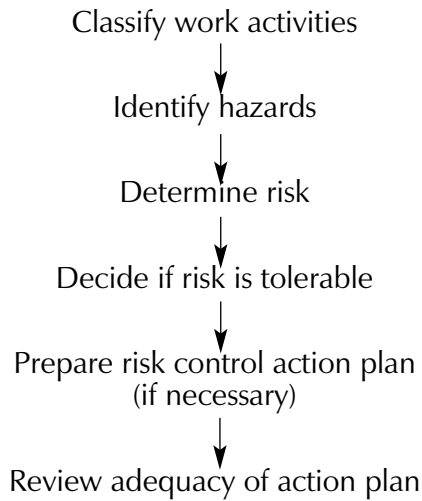 Classify work activities
Identify hazards
Determine risk
Decide if risk is tolerable
Prepare risk control action plan
(if necessary)
Review adequacy of action plan